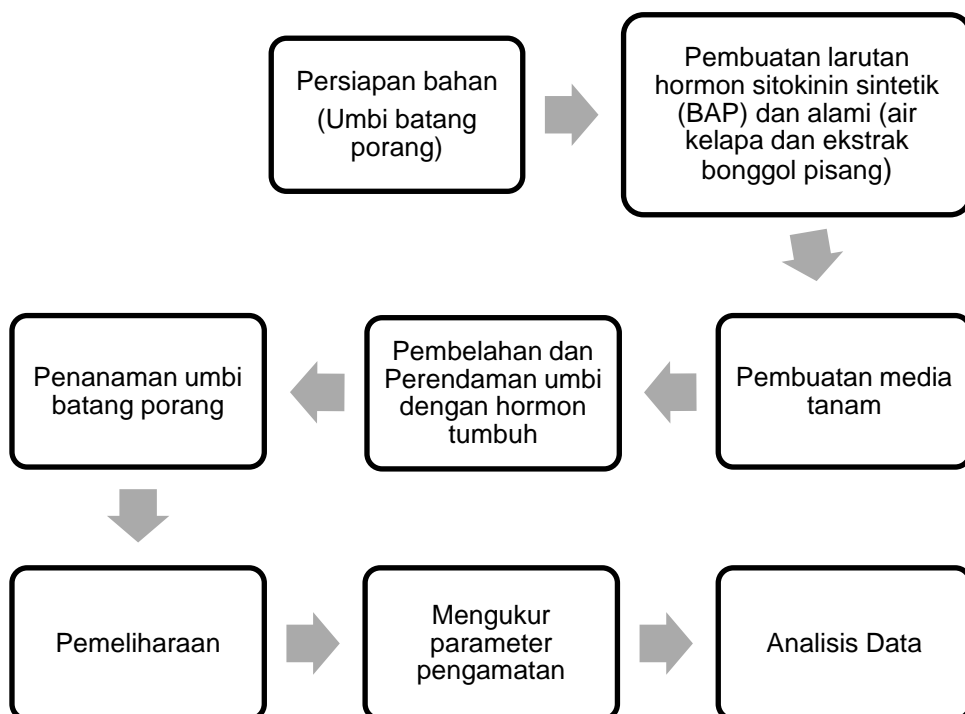 Persiapan bahan
(Umbi batang
porang)
Pembuatan larutan
hormon sitokinin sintetik
(BAP) dan alami (air
kelapa dan ekstrak
bonggol pisang)
Pembuatan media
tanam
Pembelahan dan
Perendaman umbi
dengan hormon
tumbuh
Penanaman umbi
batang porang
Pemeliharaan
Mengukur
parameter
pengamatan
Analisis Data